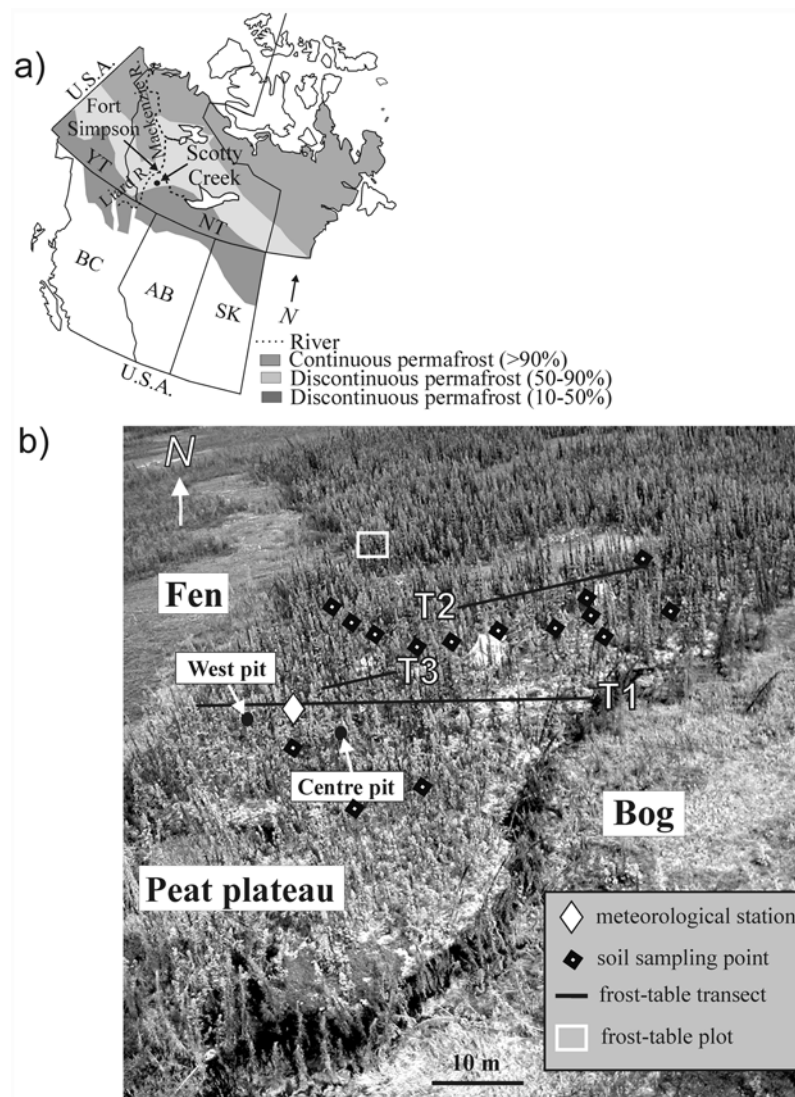 a)
U.S.A.
Fort
Simpson
Mackenzie R.
Scotty
Creek
YT
Liard R.
NT
BC
AB
SK
N
U.S.A.
River
Continuous permafrost (>90%)
Discontinuous permafrost (50-90%)
Discontinuous permafrost (10-50%)
b)
N
Fen
T2
West pit
T3
T1
Centre pit
Bog
Peat plateau
meteorological station
soil sampling point
frost-table transect
frost-table plot
10 m